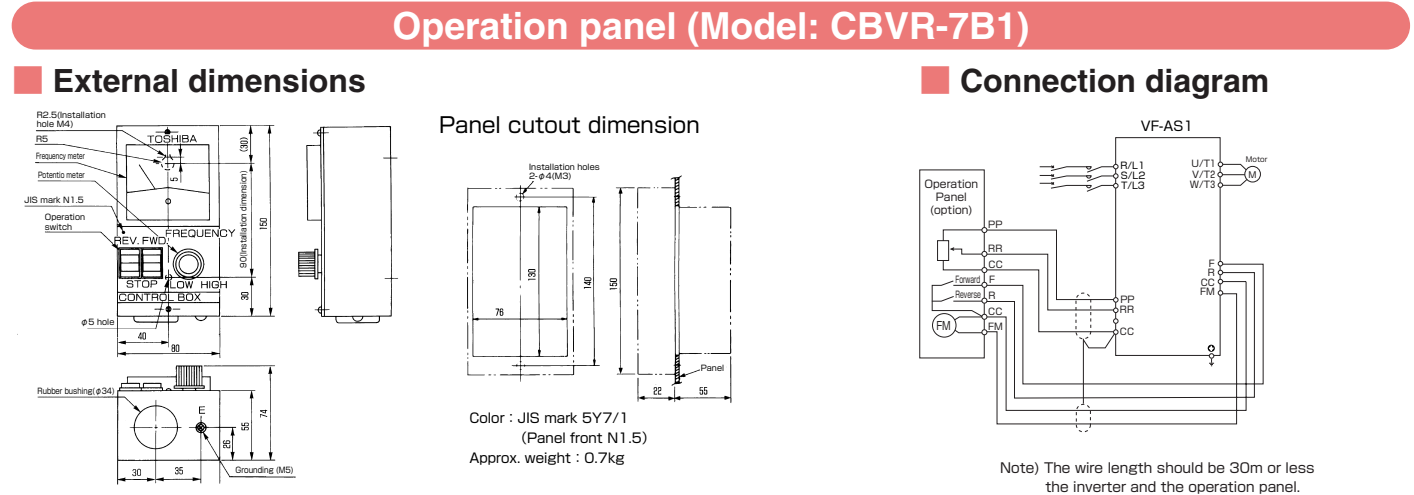 Operation panel (Model: CBVR-7B1)
External dimensions
R2.5(Installation
hole M4)
R5
Frequency meter
Potentio meter
JIS mark N1.5
Operation
switch
TOSHIBA
5
(30)
90(Installation dimension)
150
30
REV. FWD.
FREQUENCY
STOP
LOW HIGH
CONTROL BOX
φ5 hole
40
80
Rubber bushing(φ34)
E
26
55
74
30
35
Grounding (M5)
Panel cutout dimension
Installation holes
2-φ4(M3)
76
130
140
150
Panel
22
55
Color : JIS mark 5Y7/1
(Panel front N1.5)
Approx. weight : 0.7kg
Connection diagram
VF-AS1
R/L1
S/L2
T/L3
U/T1
V/T2
W/T3
Motor
M
Operation
Panel
(option)
PP
RR
CC
Forward
F
Reverse
R
CC
FM
FM
PP
RR
CC
F
R
CC
FM
Note) The wire length should be 30m or less
the inverter and the operation panel.